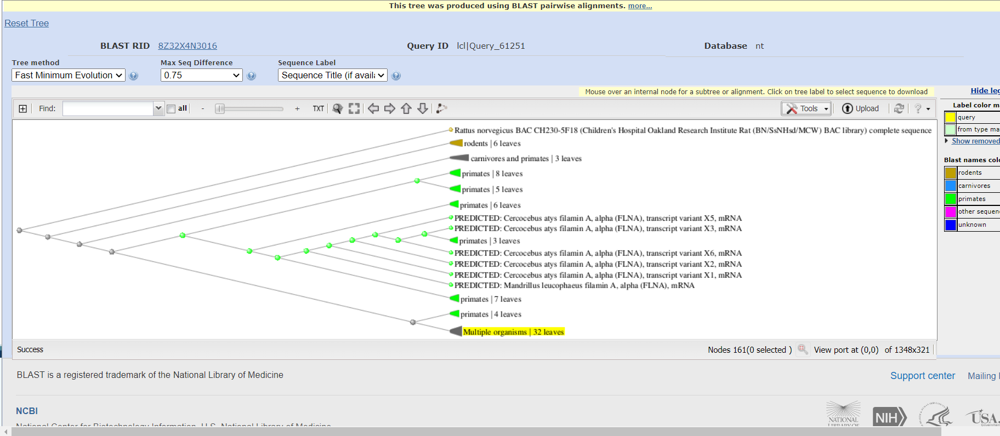 This tree was produced using BLAST pairwise alignments. more...
Reset Tree
BLAST RID 8Z32X4N3016 Query ID lcl|Query_61251 Database nt
Tree method Max Seq Difference Sequence Label
Fast Minimum Evolution 0.75 Sequence Title (if avail
Mouse over an internal node for a subtree or alignment. Click on tree label to select sequence to download
Hide leg
Find: all - + TXT Tools Upload ?
Label color ma
query
from type ma
Show removed
Blast names colo
rodents
carnivores
primates
other sequen
unknown
Rattus norvegicus BAC CH230-5F18 (Children's Hospital Oakland Research Institute Rat (BN/SsNHsd/MCW) BAC library) complete sequence
rodents | 6 leaves
carnivores and primates | 3 leaves
primates | 8 leaves
primates | 5 leaves
primates | 6 leaves
PREDICTED: Cercocebus atys filamin A, alpha (FLNA), transcript variant X5, mRNA
PREDICTED: Cercocebus atys filamin A, alpha (FLNA), transcript variant X3, mRNA
primates | 3 leaves
PREDICTED: Cercocebus atys filamin A, alpha (FLNA), transcript variant X6, mRNA
PREDICTED: Cercocebus atys filamin A, alpha (FLNA), transcript variant X2, mRNA
PREDICTED: Cercocebus atys filamin A, alpha (FLNA), transcript variant X1, mRNA
PREDICTED: Mandrillus leucophaeus filamin A, alpha (FLNA), mRNA
primates | 7 leaves
primates | 4 leaves
Multiple organisms | 32 leaves
Success Nodes 161(0 selected ) View port at (0,0) of 1348x321
BLAST is a registered trademark of the National Library of Medicine
Support center Mailing
NCBI
National Center for Biotechnology Information, U.S. National Library of Medicine
NATIONAL
LIBRARY OF
NIH
USA.
Government